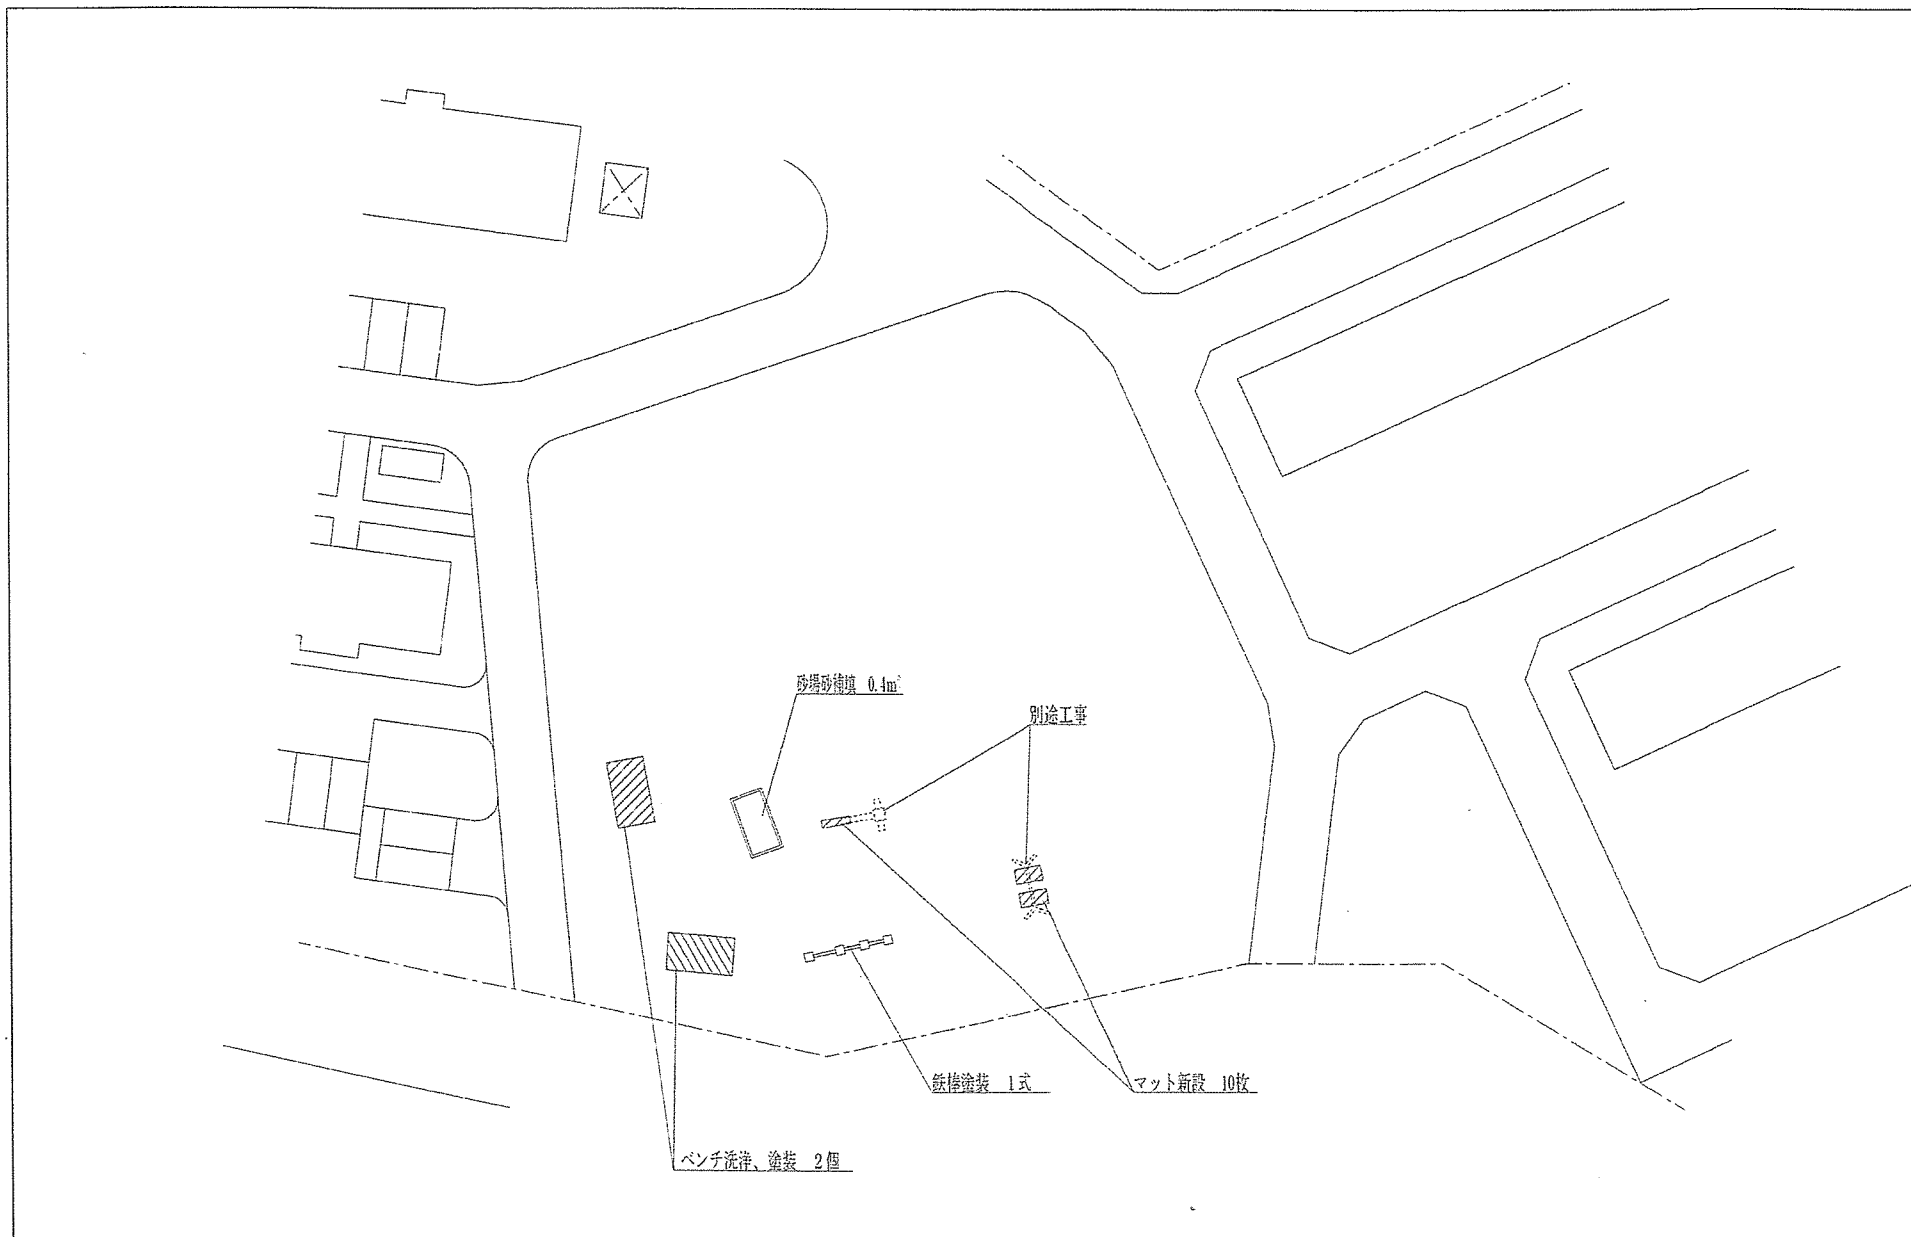 砂場砂補填 0.4m³
別途工事
鉄棒塗装 1式
マット新設 10枚
ベンチ洗浄、塗装 2個